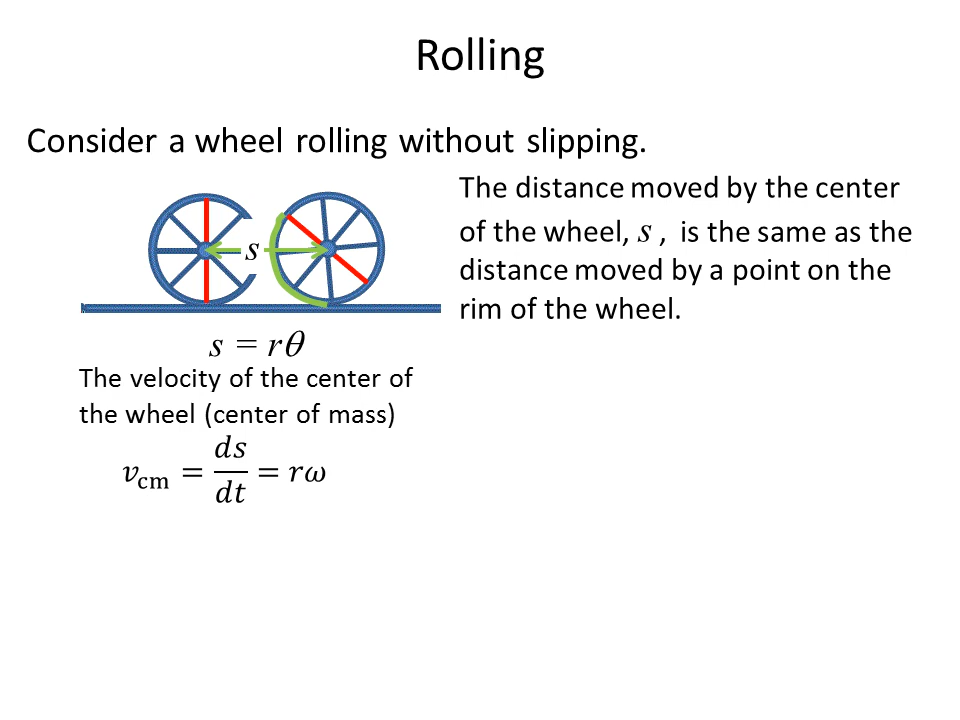 Rolling
Consider a wheel rolling without slipping.
The distance moved by the center
of the wheel, s , is the same as the
distance moved by a point on the
rim of the wheel.
s
s = rθ
The velocity of the center of
the wheel (center of mass)
v_cm = ds/dt = rω